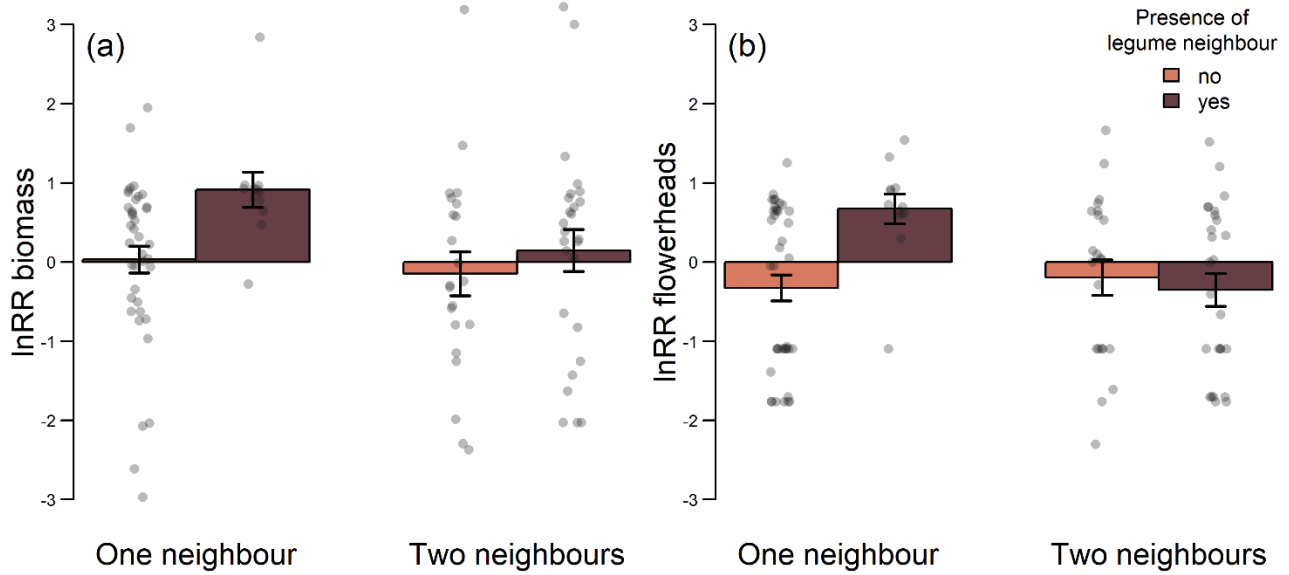 (a)
lnRR biomass
3
2
1
0
-1
-2
-3
One neighbour
Two neighbours
(b)
lnRR flowerheads
3
2
1
0
-1
-2
-3
One neighbour
Two neighbours
Presence of
legume neighbour
no
yes